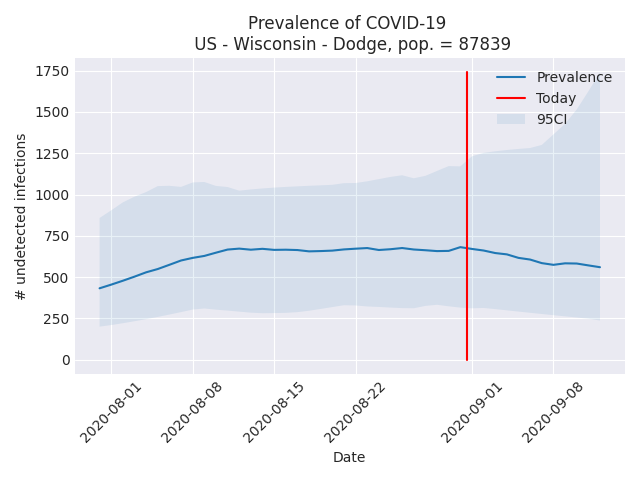 Prevalence of COVID-19
US - Wisconsin - Dodge, pop. = 87839
# undetected infections
1750
1500
1250
1000
750
500
250
0
Prevalence
Today
95CI
2020-08-01
2020-08-08
2020-08-15
2020-08-22
2020-09-01
2020-09-08
Date